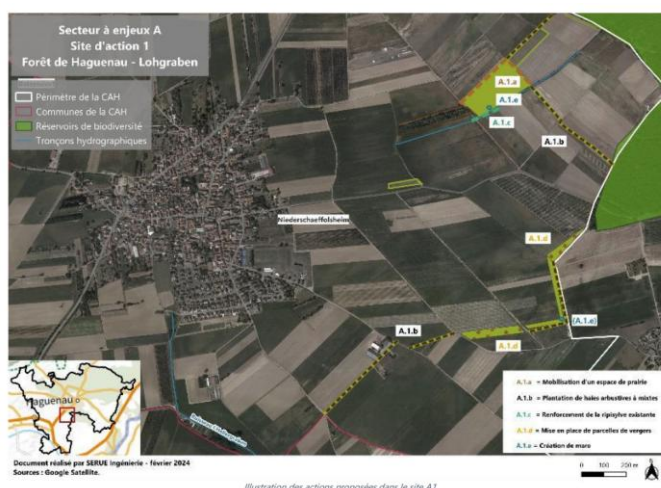 Secteur à enjeux A
Site d'action 1
Forêt de Haguenau - Lohgraben
Périmètre de la CAH
Communes de la CAH
Réservoirs de biodiversité
Tronçons hydrographiques
A.1.a
A.1.e
A.1.c
A.1.b
Niederschaeffolsheim
A.1.d
(A.1.e)
A.1.b
A.1.d
Haguenau
A.1.a = Mobilisation d'un espace de prairie
A.1.b = Plantation de haies arbustives à mixtes
A.1.c = Renforcement de la ripisylve existante
A.1.d = Mise en place de parcelles de vergers
A.1.e = Création de mare
Document réalisé par SERUE Ingénierie - février 2024
Sources : Google Satellite.
0 100 200 m
Illustration des actions proposées dans le site A1